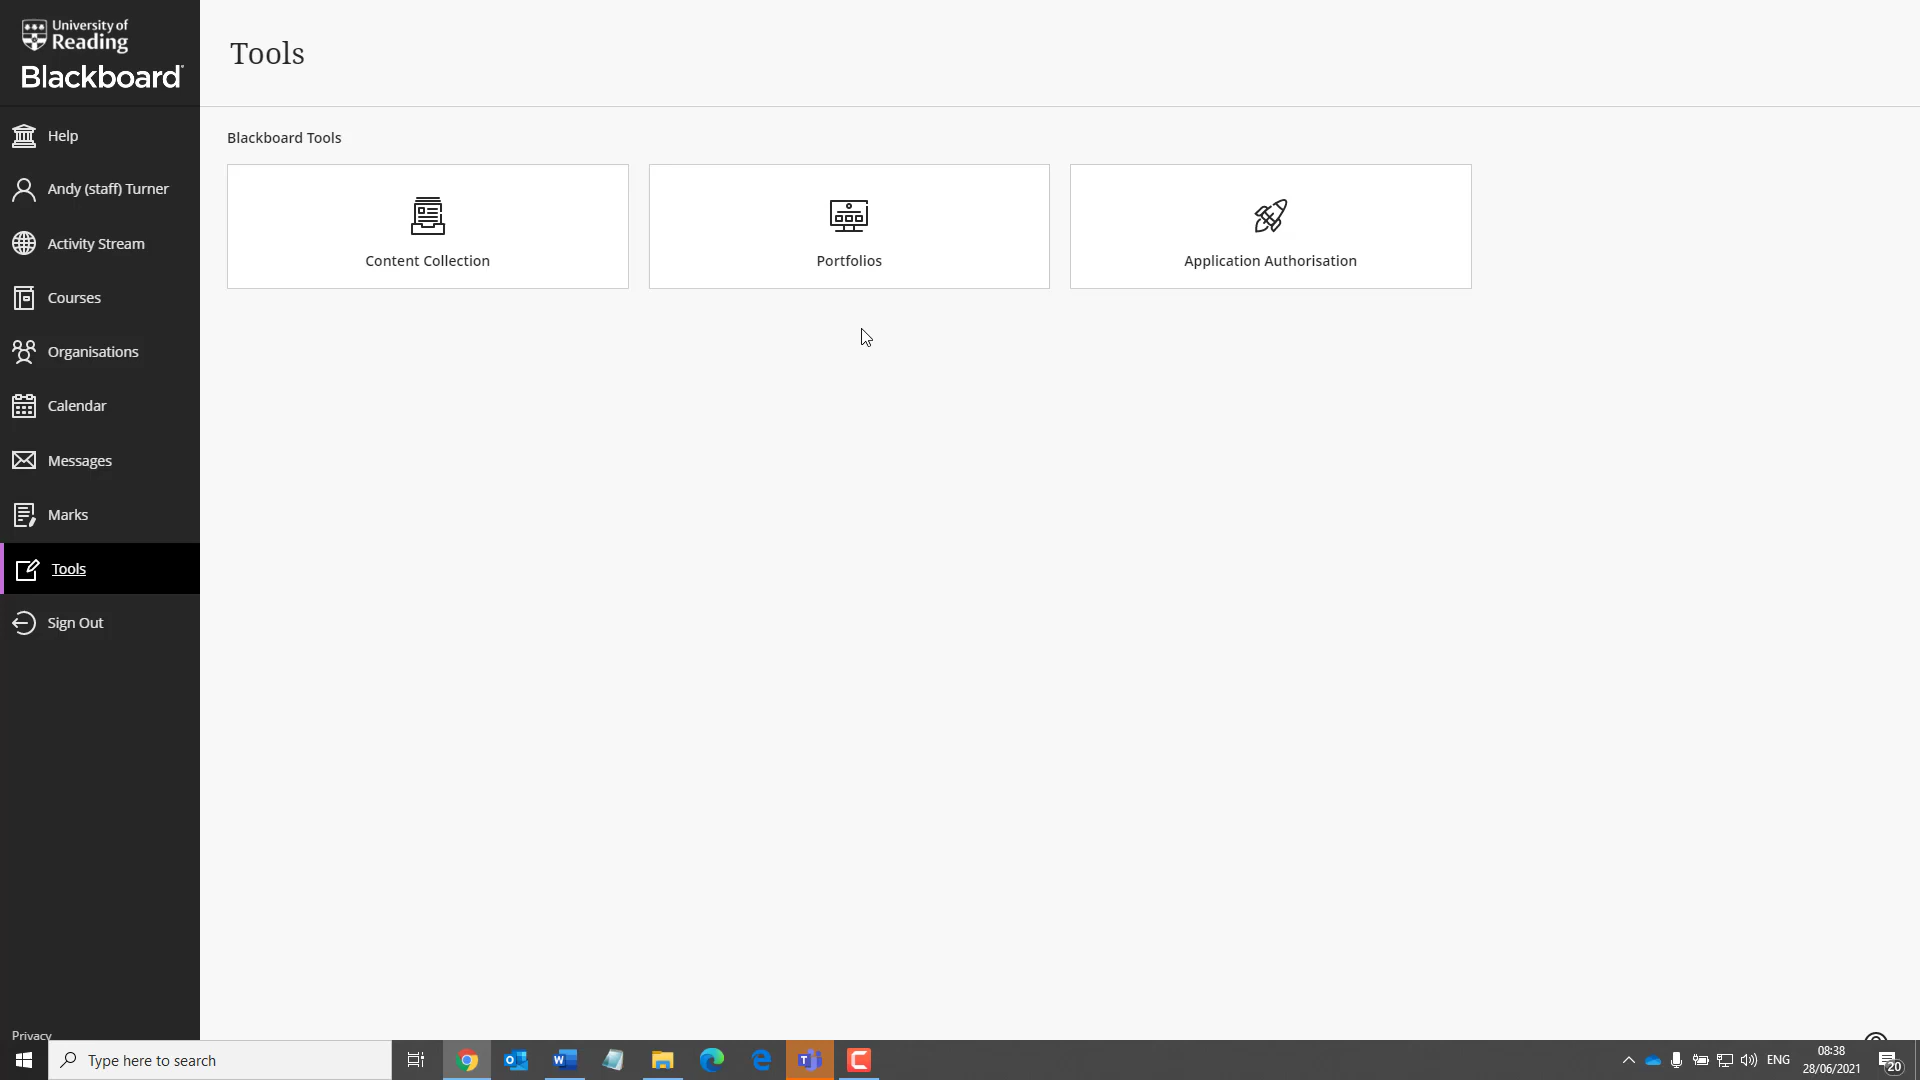 University of
Reading
Blackboard
Help
Andy (staff) Turner
Activity Stream
Courses
Organisations
Calendar
Messages
Marks
Tools
Sign Out
Privacy
Tools
Blackboard Tools
Content Collection
Portfolios
Application Authorisation
Type here to search
ENG
08:38
28/06/2021
20